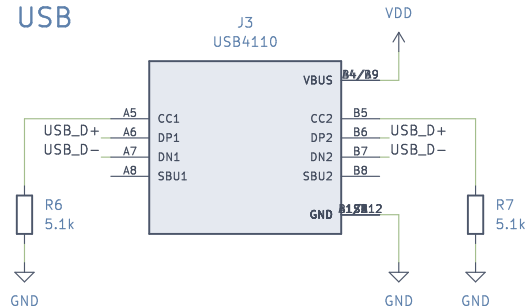 USB
VDD
J3
USB4110
VBUS
A5 CC1 CC2 B5
USB_D+ A6 DP1 DP2 B6 USB_D+
USB_D- A7 DN1 DN2 B7 USB_D-
A8 SBU1 SBU2 B8
R6
5.1k
GND
R7
5.1k
GND GND GND